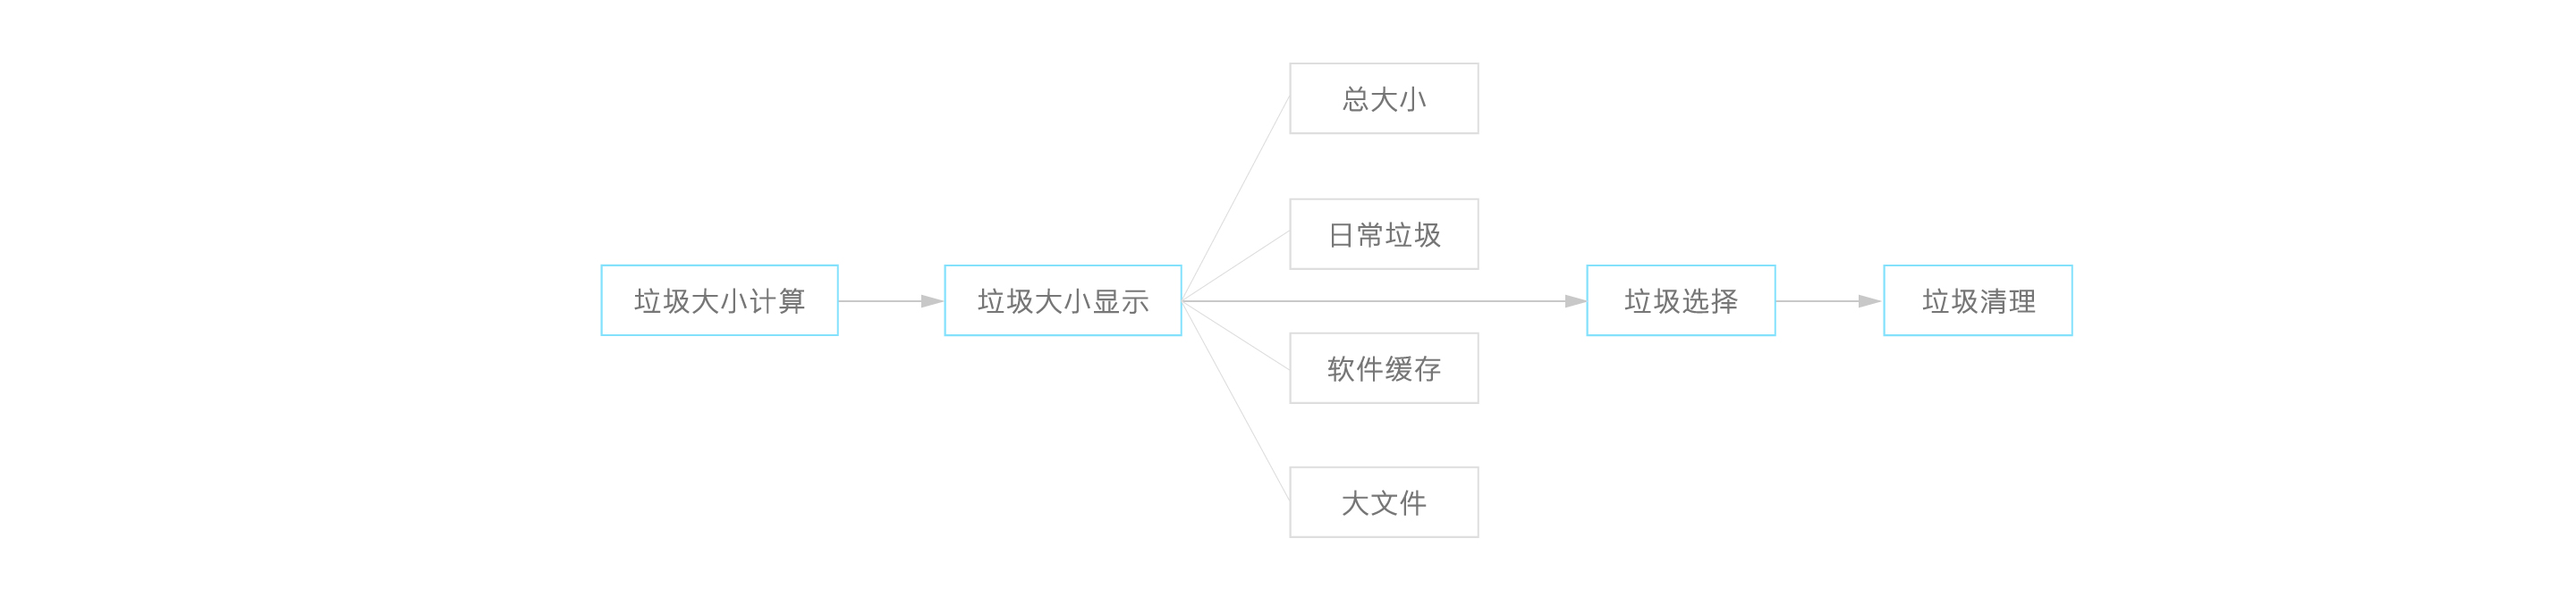 总大小
日常垃圾
垃圾大小计算
垃圾大小显示
垃圾选择
垃圾清理
软件缓存
大文件